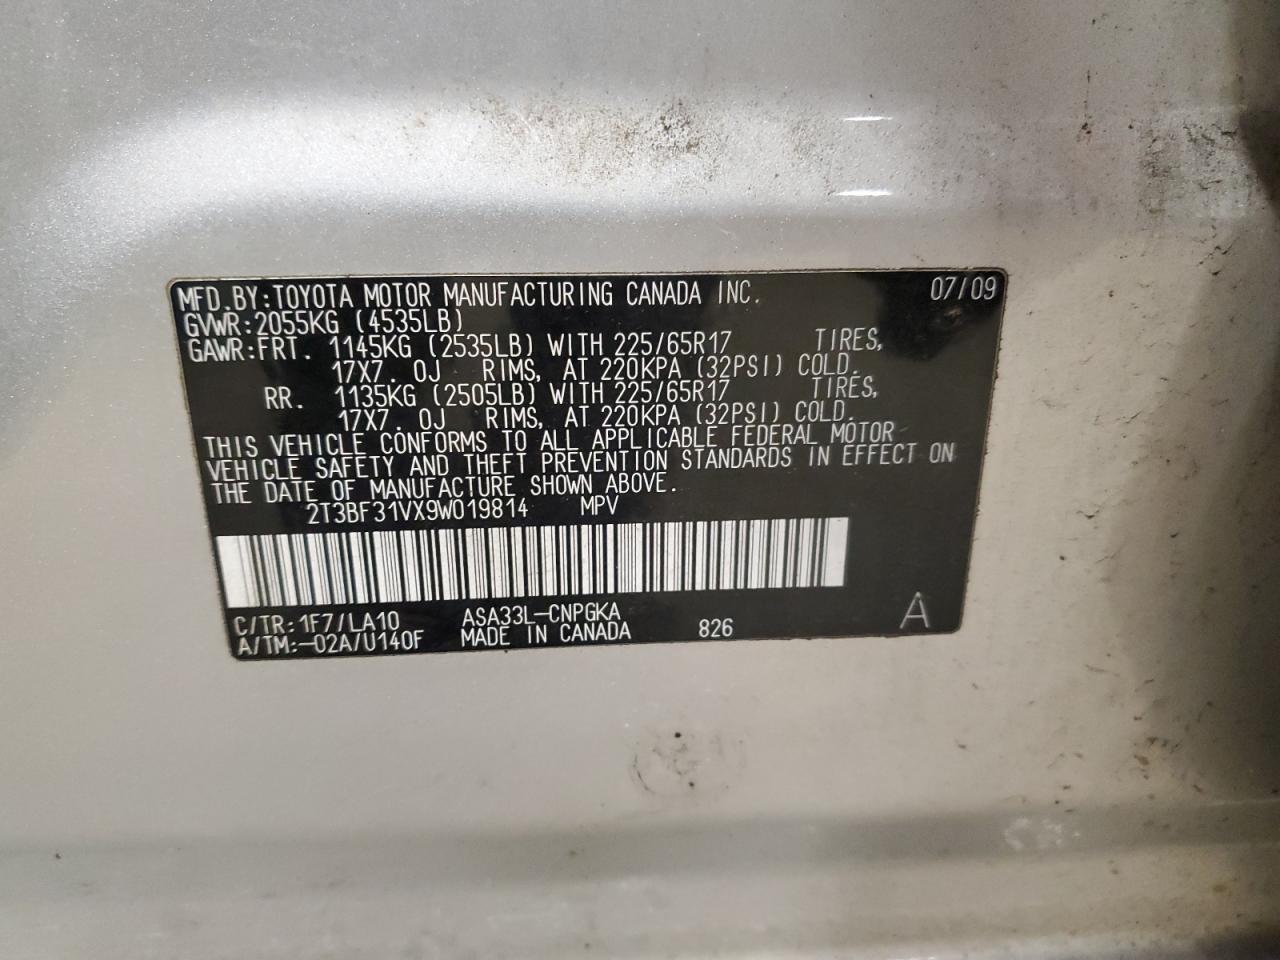 MFD.BY:TOYOTA MOTOR MANUFACTURING CANADA INC. 07/09
GVWR:2055KG (4535LB)
GAWR:FRT. 1145KG (2535LB) WITH 225/65R17 TIRES,
17X7.0J RIMS, AT 220KPA (32PSI) COLD.
RR. 1135KG (2505LB) WITH 225/65R17 TIRES,
17X7.0J RIMS, AT 220KPA (32PSI) COLD.
THIS VEHICLE CONFORMS TO ALL APPLICABLE FEDERAL MOTOR
VEHICLE SAFETY AND THEFT PREVENTION STANDARDS IN EFFECT ON
THE DATE OF MANUFACTURE SHOWN ABOVE.
2T3BF31VX9W019814 MPV
C/TR:1F7/LA10 ASA33L-CNPGKA
A/TM:-02A/U140F MADE IN CANADA 826 A